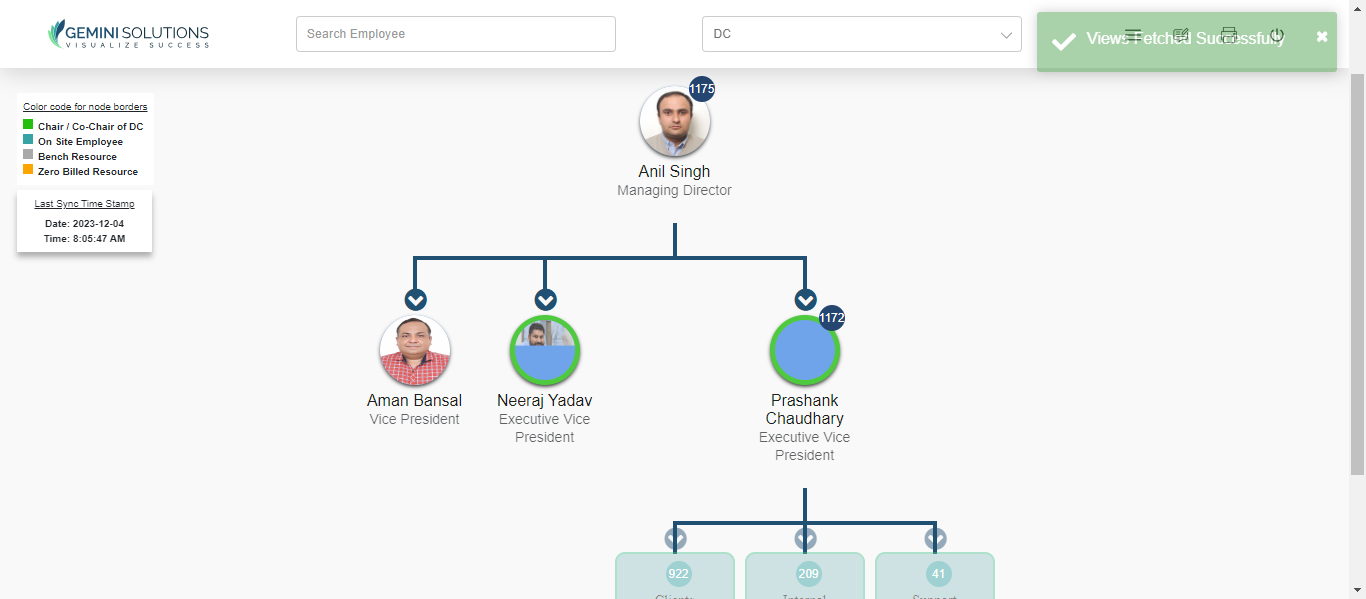 GEMINI SOLUTIONS
VISUALIZE SUCCESS
Search Employee
DC
Views Fetched Successfully
Color code for node borders
Chair / Co-Chair of DC
On Site Employee
Bench Resource
Zero Billed Resource
Last Sync Time Stamp
Date: 2023-12-04
Time: 8:05:47 AM
1175
Anil Singh
Managing Director
Aman Bansal
Vice President
Neeraj Yadav
Executive Vice
President
1172
Prashank
Chaudhary
Executive Vice
President
922
Clients
209
Internal
41
Support